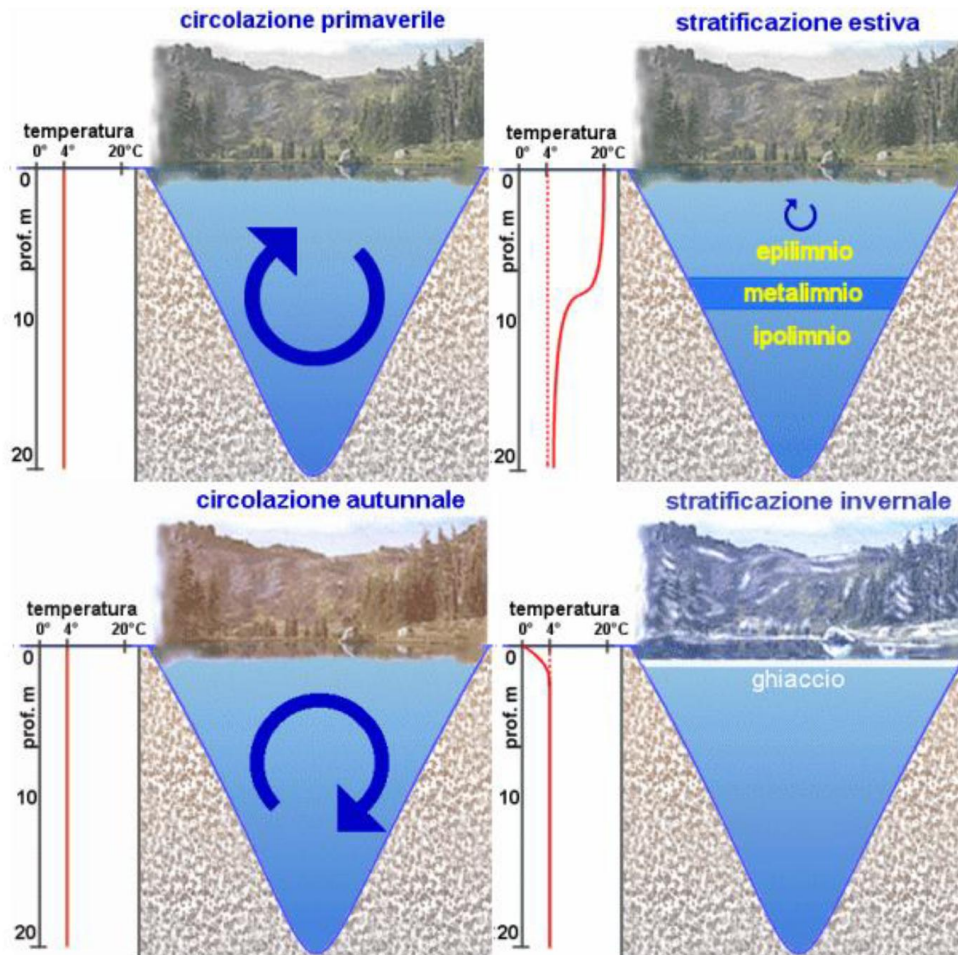 circolazione primaverile
temperatura
0° 4° 20°C
0
prof. m
10
20
stratificazione estiva
temperatura
0° 4° 20°C
0
prof. m
10
20
epilimnio
metalimnio
ipolimnio
circolazione autunnale
temperatura
0° 4° 20°C
0
prof. m
10
20
stratificazione invernale
temperatura
0° 4° 20°C
0
prof. m
10
20
ghiaccio